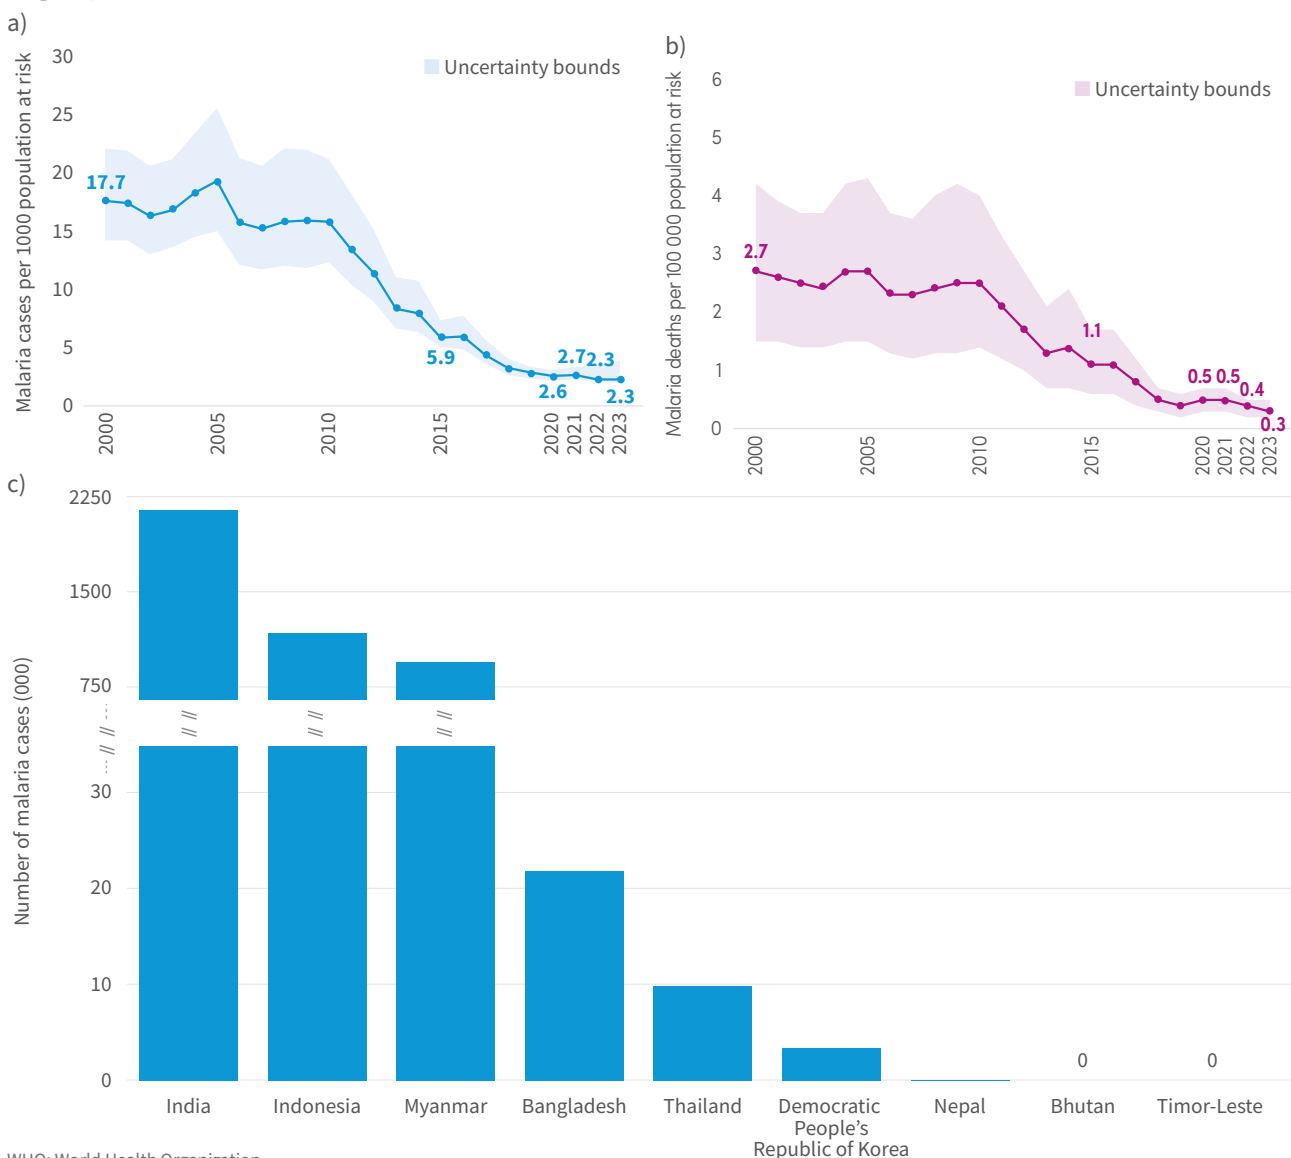 a)
Malaria cases per 1000 population at risk
30
25
20
15
10
5
0
Uncertainty bounds
17.7
5.9
2.6
2.7
2.3
2.3
2000
2005
2010
2015
2020
2021
2022
2023
b)
Malaria deaths per 100 000 population at risk
6
5
4
3
2
1
0
Uncertainty bounds
2.7
1.1
0.5
0.5
0.4
0.3
2000
2005
2010
2015
2020
2021
2022
2023
c)
Number of malaria cases (000)
2250
1500
750
30
20
10
0
0
0
India
Indonesia
Myanmar
Bangladesh
Thailand
Democratic
People’s
Republic of Korea
Nepal
Bhutan
Timor-Leste
WHO: World Health Organization